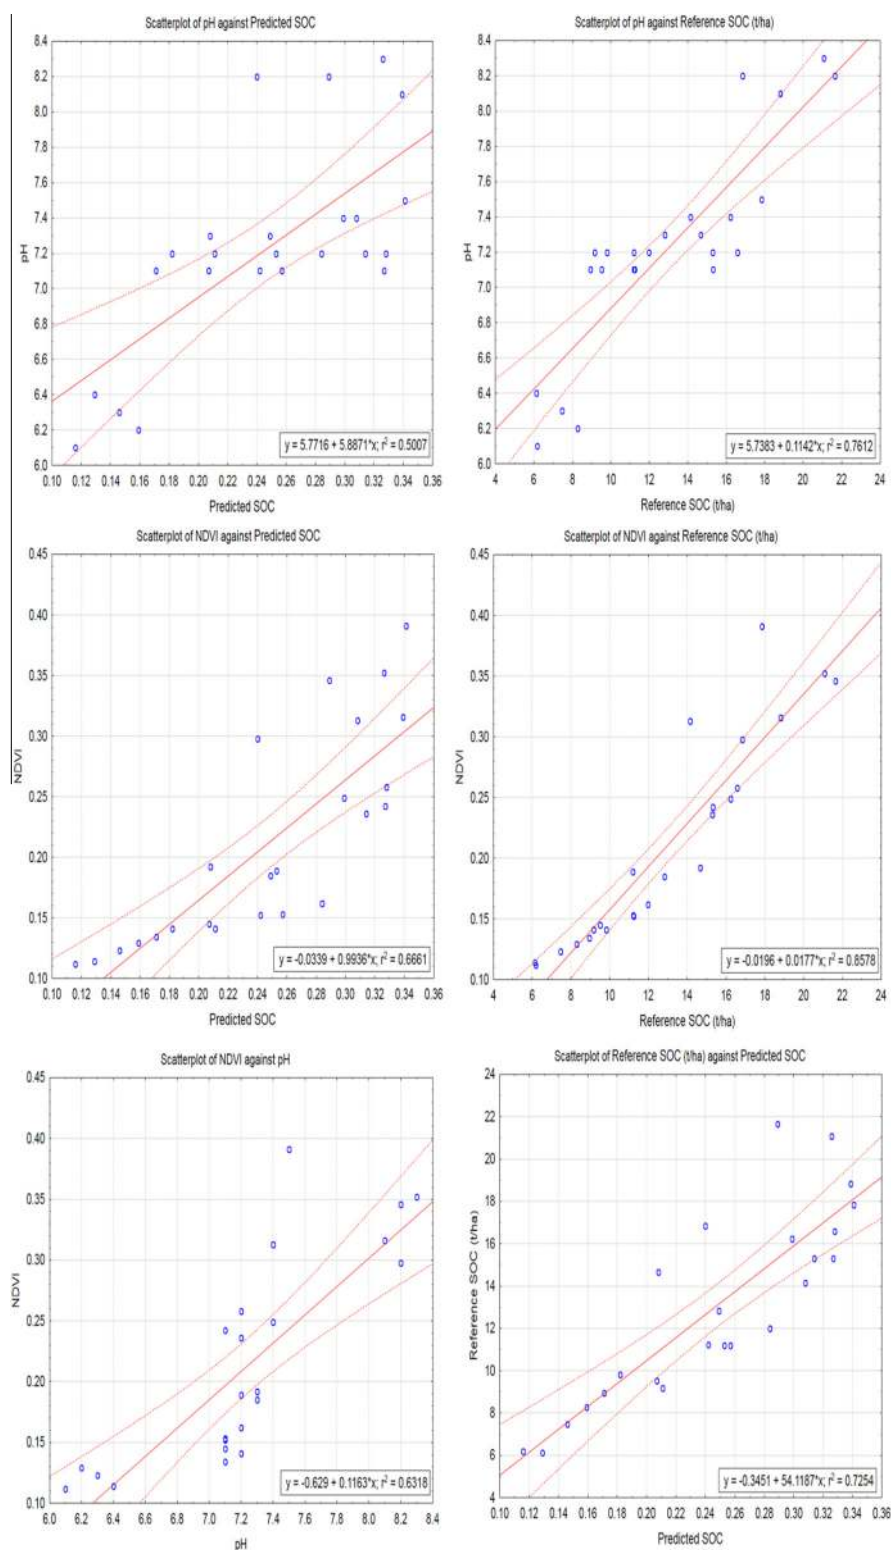 Scatterplot of pH against Predicted SOC
8.4
8.2
8.0
7.8
7.6
7.4
7.2
7.0
6.8
6.6
6.4
6.2
6.0
pH
y = 5.7716 + 5.8871*x; r² = 0.5007
0.10 0.12 0.14 0.16 0.18 0.20 0.22 0.24 0.26 0.28 0.30 0.32 0.34 0.36
Predicted SOC
Scatterplot of pH against Reference SOC (t/ha)
8.4
8.2
8.0
7.8
7.6
7.4
7.2
7.0
6.8
6.6
6.4
6.2
6.0
pH
y = 5.7383 + 0.1142*x; r² = 0.7612
4 6 8 10 12 14 16 18 20 22 24
Reference SOC (t/ha)
Scatterplot of NDVI against Predicted SOC
0.45
0.40
0.35
0.30
0.25
0.20
0.15
0.10
NDVI
y = -0.0339 + 0.9936*x; r² = 0.6661
0.10 0.12 0.14 0.16 0.18 0.20 0.22 0.24 0.26 0.28 0.30 0.32 0.34 0.36
Predicted SOC
Scatterplot of NDVI against Reference SOC (t/ha)
0.45
0.40
0.35
0.30
0.25
0.20
0.15
0.10
NDVI
y = -0.0196 + 0.0177*x; r² = 0.8578
4 6 8 10 12 14 16 18 20 22 24
Reference SOC (t/ha)
Scatterplot of NDVI against pH
0.45
0.40
0.35
0.30
0.25
0.20
0.15
0.10
NDVI
y = -0.629 + 0.1163*x; r² = 0.6318
6.0 6.2 6.4 6.6 6.8 7.0 7.2 7.4 7.6 7.8 8.0 8.2 8.4
pH
Scatterplot of Reference SOC (t/ha) against Predicted SOC
24
22
20
18
16
14
12
10
8
6
4
Reference SOC (t/ha)
y = -0.3451 + 54.1187*x; r² = 0.7254
0.10 0.12 0.14 0.16 0.18 0.20 0.22 0.24 0.26 0.28 0.30 0.32 0.34 0.36
Predicted SOC